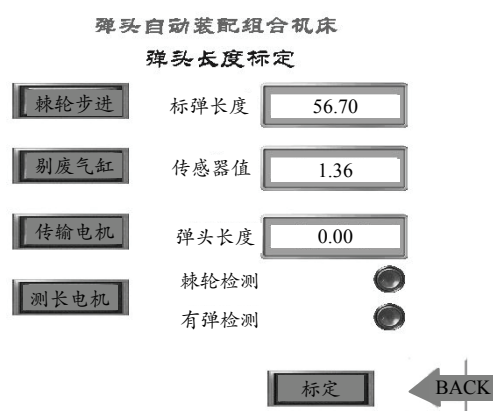 弹头自动装配组合机床
弹头长度标定
棘轮步进 标弹长度 56.70
别废气缸 传感器值 1.36
传输电机 弹头长度 0.00
棘轮检测
测长电机
有弹检测
标定 BACK